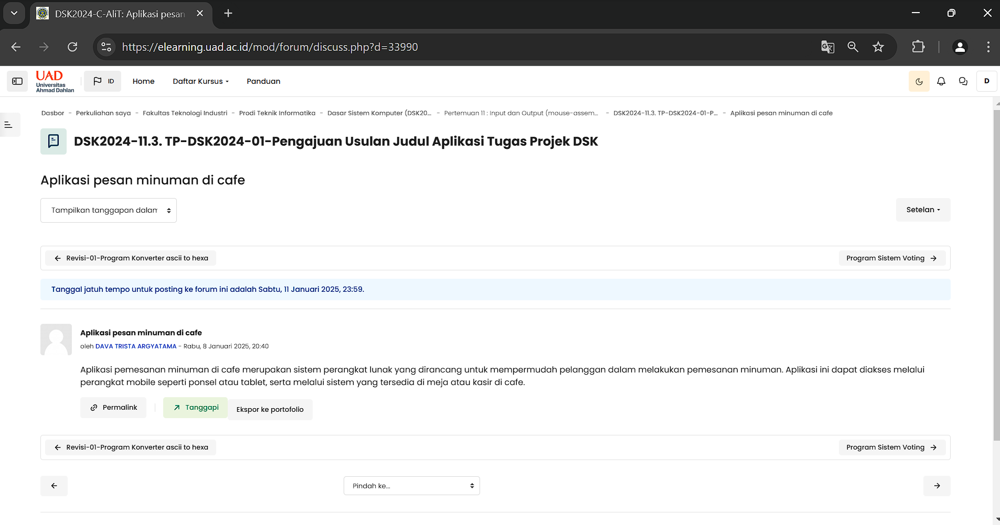 DSK2024-C-AliT: Aplikasi pesan
https://elearning.uad.ac.id/mod/forum/discuss.php?d=33990
UAD
Universitas
Ahmad Dahlan
ID
Home
Daftar Kursus
Panduan
D
Dasbor - Perkuliahan saya - Fakultas Teknologi Industri - Prodi Teknik Informatika - Dasar Sistem Komputer (DSK20... - Pertemuan 11 : Input dan Output (mouse-assem... - DSK2024-11.3. TP-DSK2024-01-P... - Aplikasi pesan minuman di cafe
DSK2024-11.3. TP-DSK2024-01-Pengajuan Usulan Judul Aplikasi Tugas Projek DSK
Aplikasi pesan minuman di cafe
Tampilkan tanggapan dalam
Setelan
Revisi-01-Program Konverter ascii to hexa
Program Sistem Voting
Tanggal jatuh tempo untuk posting ke forum ini adalah Sabtu, 11 Januari 2025, 23:59.
Aplikasi pesan minuman di cafe
oleh DAVA TRISTA ARGYATAMA - Rabu, 8 Januari 2025, 20:40
Aplikasi pemesanan minuman di cafe merupakan sistem perangkat lunak yang dirancang untuk mempermudah pelanggan dalam melakukan pemesanan minuman. Aplikasi ini dapat diakses melalui
perangkat mobile seperti ponsel atau tablet, serta melalui sistem yang tersedia di meja atau kasir di cafe.
Permalink
Tanggapi
Ekspor ke portofolio
Revisi-01-Program Konverter ascii to hexa
Program Sistem Voting
Pindah ke...